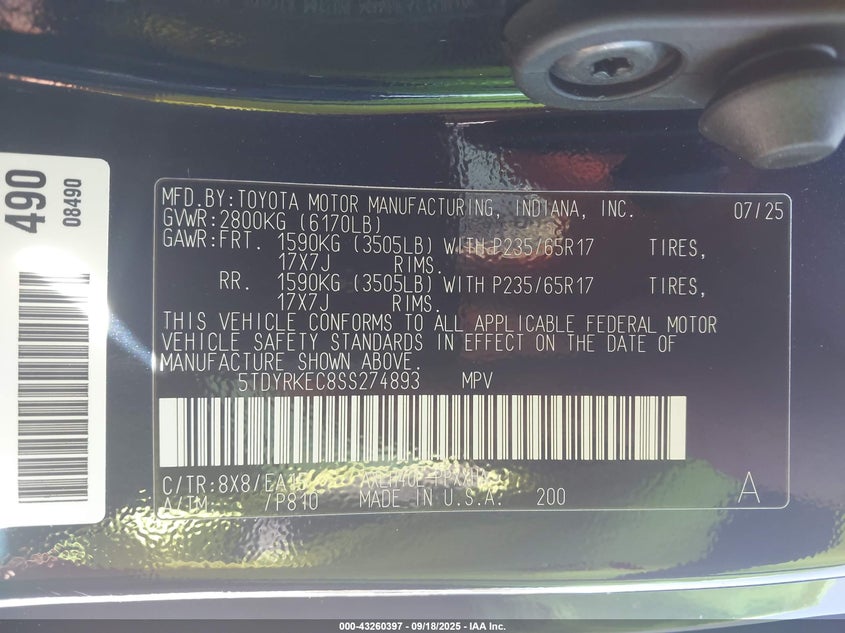 490
08490
MFD.BY:TOYOTA MOTOR MANUFACTURING, INDIANA, INC. 07/25
GVWR:2800KG (6170LB)
GAWR:FRT. 1590KG (3505LB) WITH P235/65R17 TIRES,
17X7J RIMS.
RR. 1590KG (3505LB) WITH P235/65R17 TIRES,
17X7J RIMS.
THIS VEHICLE CONFORMS TO ALL APPLICABLE FEDERAL MOTOR
VEHICLE SAFETY STANDARDS IN EFFECT ON THE DATE OF
MANUFACTURE SHOWN ABOVE.
5TDYRKEC8SS274893 MPV
C/TR:8X8/EA15
A/TM: /P810 MADE IN U.S.A. 200 A
000-43260397 - 09/18/2025 - IAA Inc.